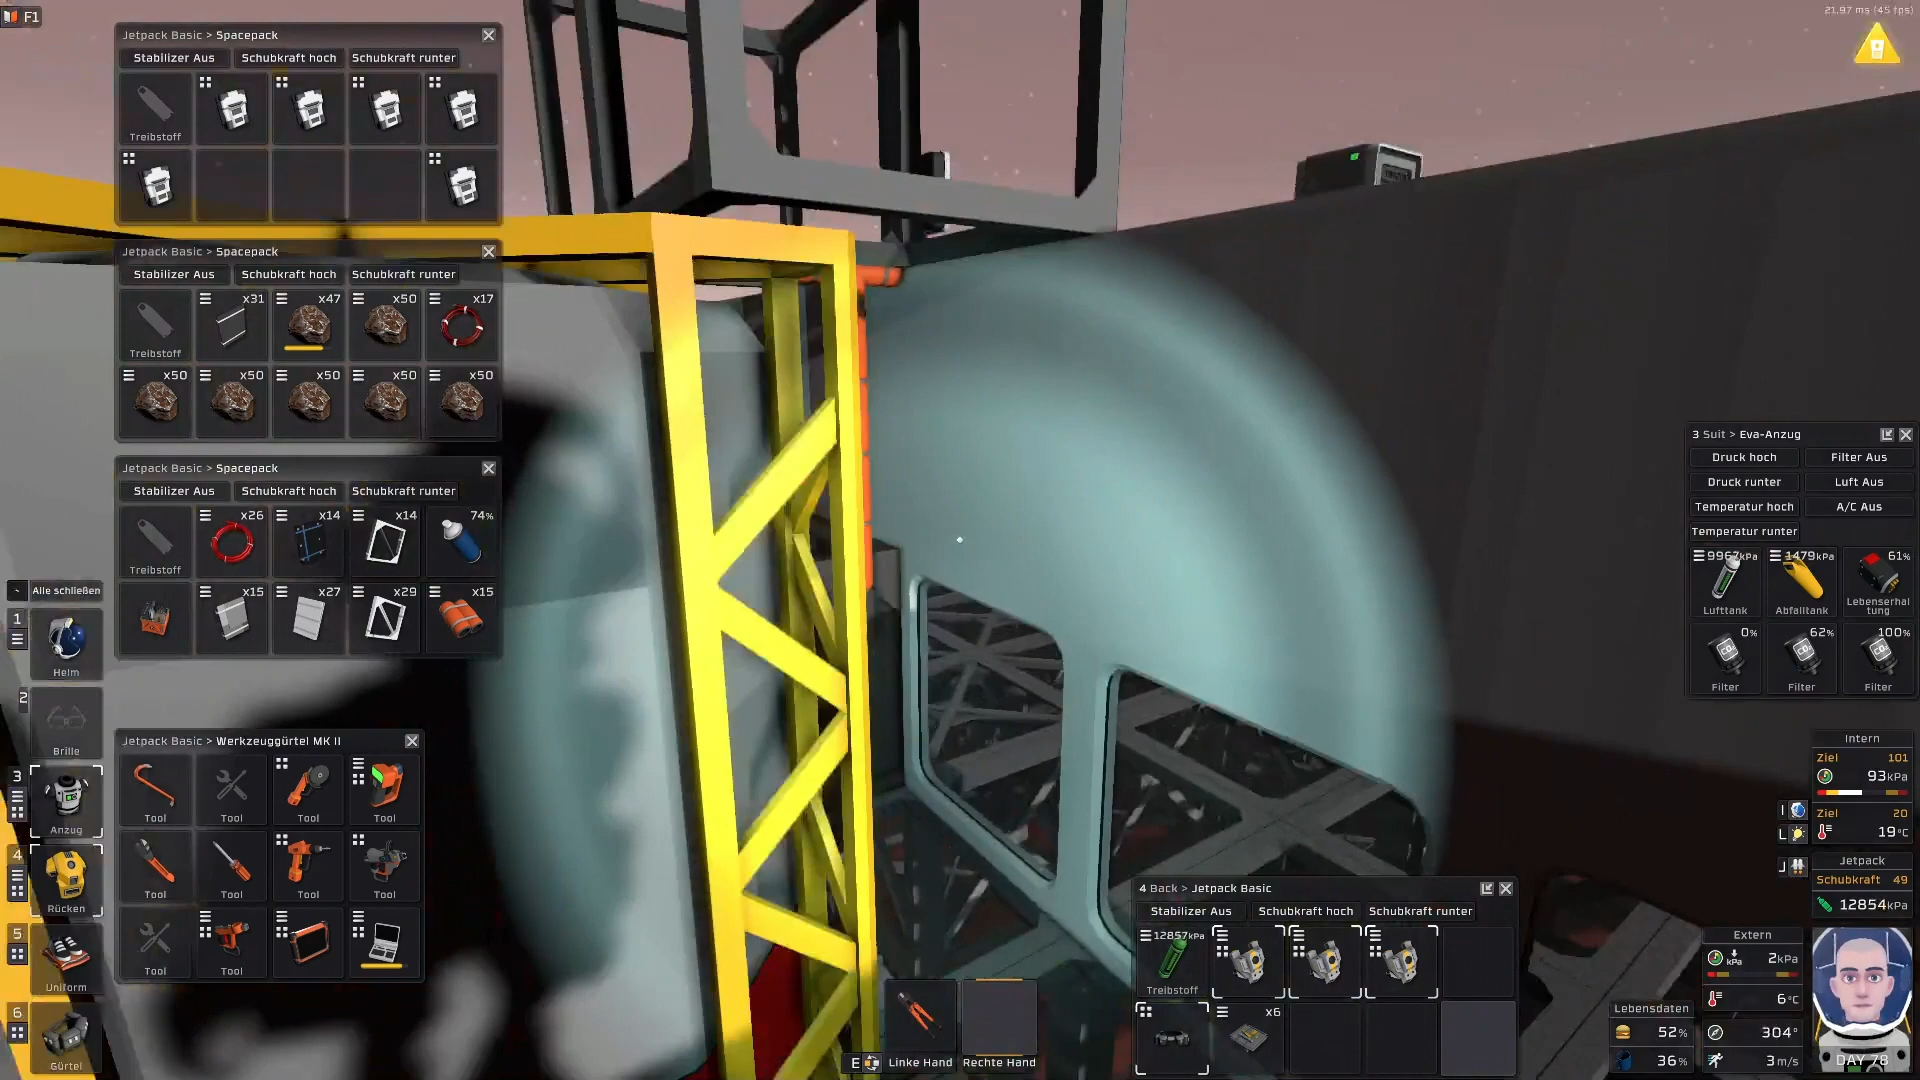 F1
21.97 ms (45 fps)
Jetpack Basic > Spacepack
Stabilizer Aus
Schubkraft hoch
Schubkraft runter
Treibstoff
Jetpack Basic > Spacepack
Stabilizer Aus
Schubkraft hoch
Schubkraft runter
x31
x47
x50
x17
Treibstoff
x50
x50
x50
x50
x50
Jetpack Basic > Spacepack
Stabilizer Aus
Schubkraft hoch
Schubkraft runter
x26
x14
x14
74%
Treibstoff
x15
x27
x29
x15
~
Alle schließen
1
Helm
2
Brille
3
Anzug
4
Rücken
5
Uniform
6
Gürtel
Jetpack Basic > Werkzeuggürtel MK II
Tool
Tool
Tool
Tool
Tool
Tool
Tool
Tool
Tool
Tool
3 Suit > Eva-Anzug
Druck hoch
Filter Aus
Druck runter
Luft Aus
Temperatur hoch
A/C Aus
Temperatur runter
9967kPa
1479kPa
61%
Lufttank
Abfalltank
Lebenserhal
tung
0%
62%
100%
Filter
Filter
Filter
Intern
Ziel 101
93kPa
Ziel 20
19°C
I
L
J
Jetpack
Schubkraft 49
12854kPa
4 Back > Jetpack Basic
Stabilizer Aus
Schubkraft hoch
Schubkraft runter
12857kPa
Treibstoff
x6
E
Linke Hand
Rechte Hand
Extern
kPa
2kPa
6°C
Lebensdaten
52%
304°
36%
3m/s
DAY 78